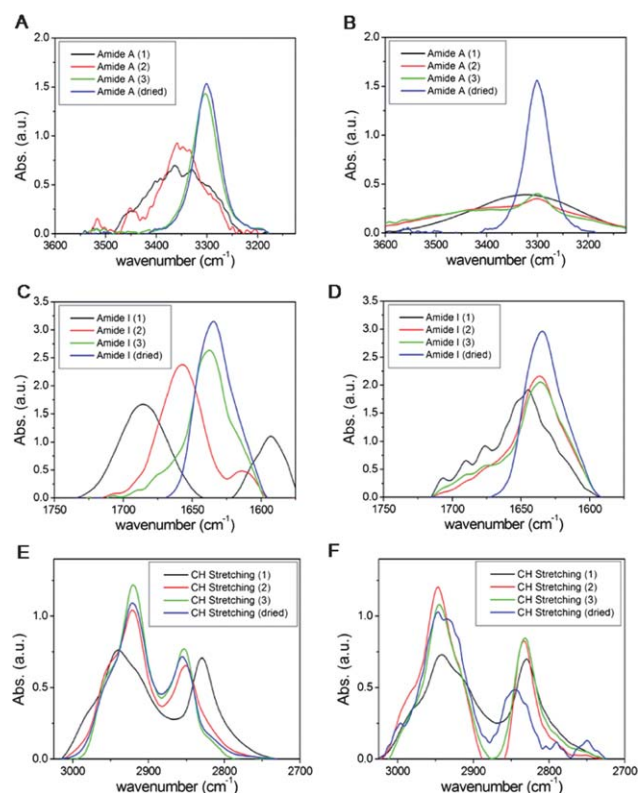 A
Amide A (1)
Amide A (2)
Amide A (3)
Amide A (dried)
Abs. (a.u.)
2.0
1.5
1.0
0.5
0.0
3600 3500 3400 3300 3200
wavenumber (cm⁻¹)
B
Amide A (1)
Amide A (2)
Amide A (3)
Amide A (dried)
Abs. (a.u.)
2.0
1.5
1.0
0.5
0.0
3600 3500 3400 3300 3200
wavenumber (cm⁻¹)
C
Amide I (1)
Amide I (2)
Amide I (3)
Amide I (dried)
Abs. (a.u.)
3.5
3.0
2.5
2.0
1.5
1.0
0.5
0.0
1750 1700 1650 1600
wavenumber (cm⁻¹)
D
Amide I (1)
Amide I (2)
Amide I (3)
Amide I (dried)
Abs. (a.u.)
3.5
3.0
2.5
2.0
1.5
1.0
0.5
0.0
1750 1700 1650 1600
wavenumber (cm⁻¹)
E
CH Stretching (1)
CH Stretching (2)
CH Stretching (3)
CH Stretching (dried)
Abs. (a.u.)
1.0
0.5
0.0
3000 2900 2800 2700
wavenumber (cm⁻¹)
F
CH Stretching (1)
CH Stretching (2)
CH Stretching (3)
CH Stretching (dried)
Abs. (a.u.)
1.0
0.5
0.0
3000 2900 2800 2700
wavenumber (cm⁻¹)